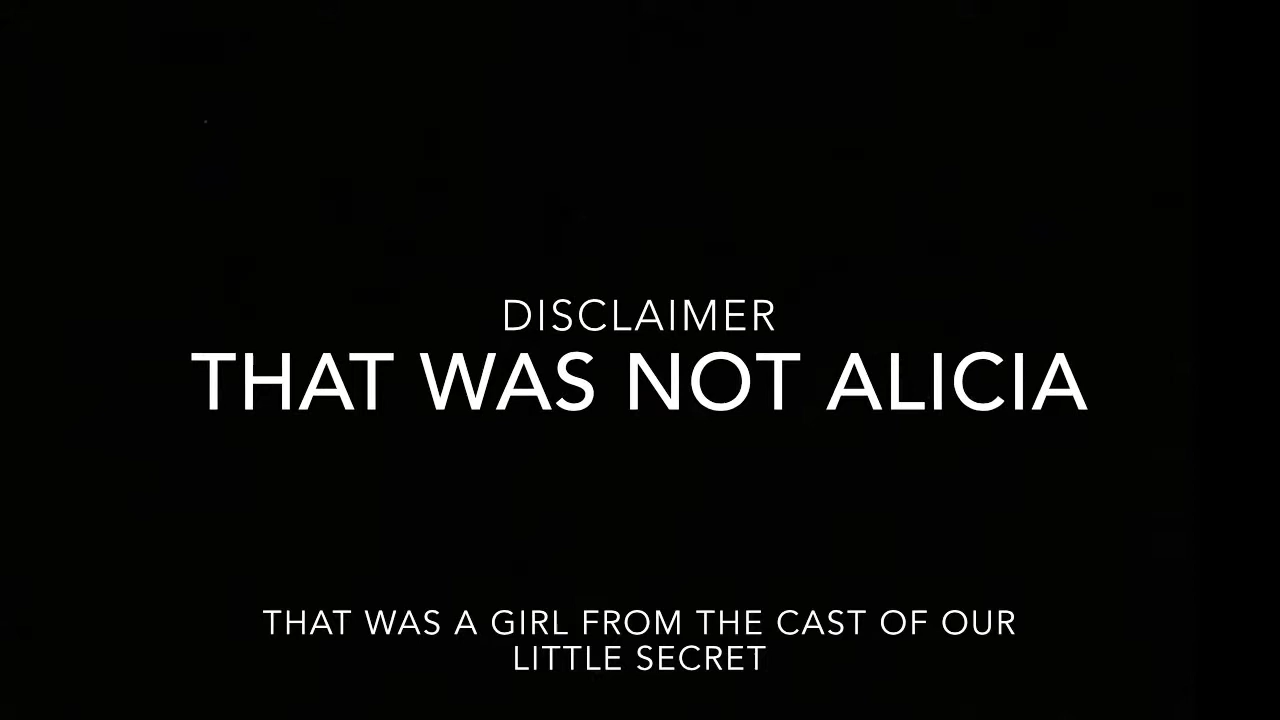 DISCLAIMER
THAT WAS NOT ALICIA
THAT WAS A GIRL FROM THE CAST OF OUR
LITTLE SECRET